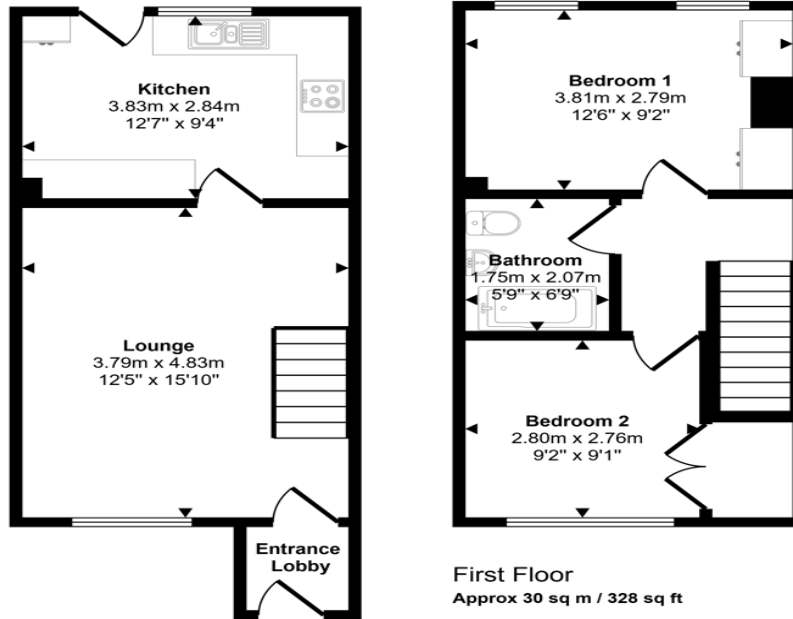 Kitchen
3.83m x 2.84m
12'7" x 9'4"
Lounge
3.79m x 4.83m
12'5" x 15'10"
Entrance
Lobby
Bedroom 1
3.81m x 2.79m
12'6" x 9'2"
Bathroom
1.75m x 2.07m
5'9" x 6'9"
Bedroom 2
2.80m x 2.76m
9'2" x 9'1"
First Floor
Approx 30 sq m / 328 sq ft